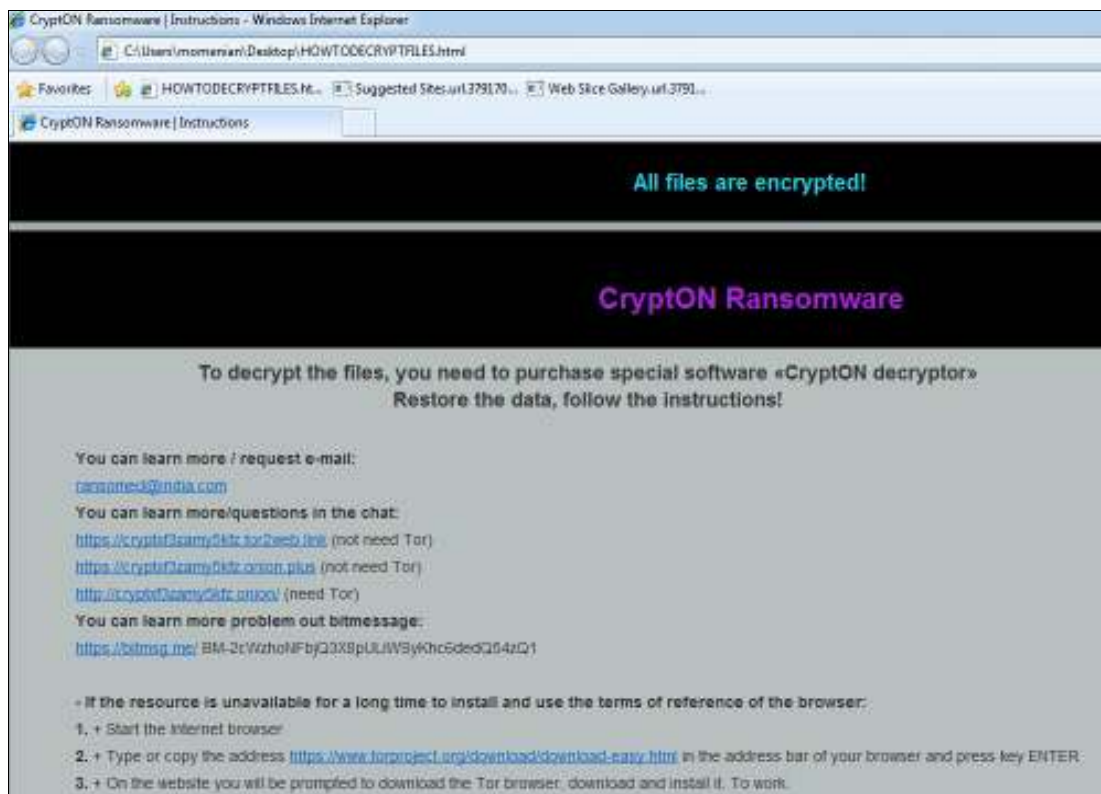 CryptON Ransomware | Instructions - Windows Internet Explorer
C:\Users\momenian\Desktop\HOWTODECRYPTFILES.html
Favorites HOWTODECRYPTFILES.ht... Suggested Sites.url.379170... Web Slice Gallery.url.3791...
CryptON Ransomware | Instructions
All files are encrypted!
CryptON Ransomware
To decrypt the files, you need to purchase special software «CryptON decryptor»
Restore the data, follow the instructions!
You can learn more / request e-mail:
ransomed@india.com
You can learn more/questions in the chat:
(not need Tor)
(not need Tor)
(need Tor)
You can learn more problem out bitmessage:
https://bitmsg.me/
- If the resource is unavailable for a long time to install and use the terms of reference of the browser:
1. + Start the Internet browser
2. + Type or copy the address https://www.torproject.org/download/download-easy.html in the address bar of your browser and press key ENTER
3. + On the website you will be prompted to download the Tor browser, download and install it. To work.